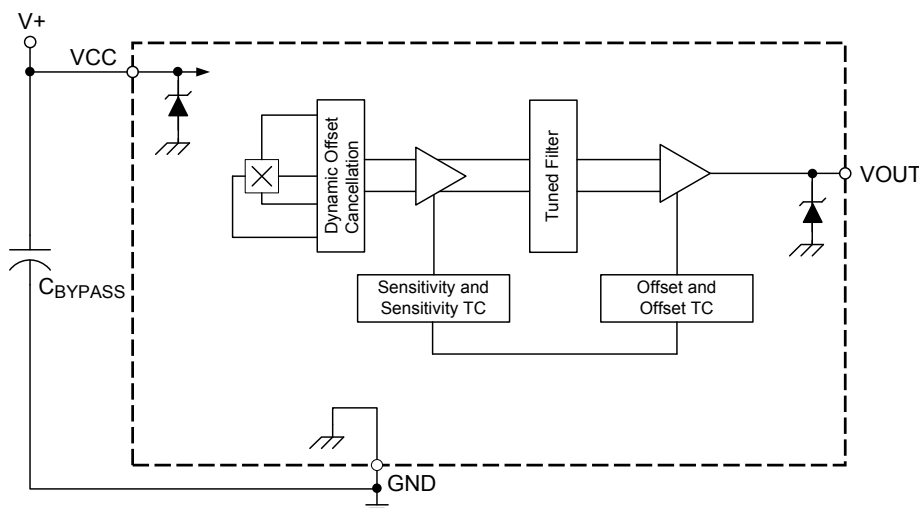 V+
VCC
Dynamic Offset
Cancellation
Tuned Filter
VOUT
CBYPASS
Sensitivity and
Sensitivity TC
Offset and
Offset TC
GND